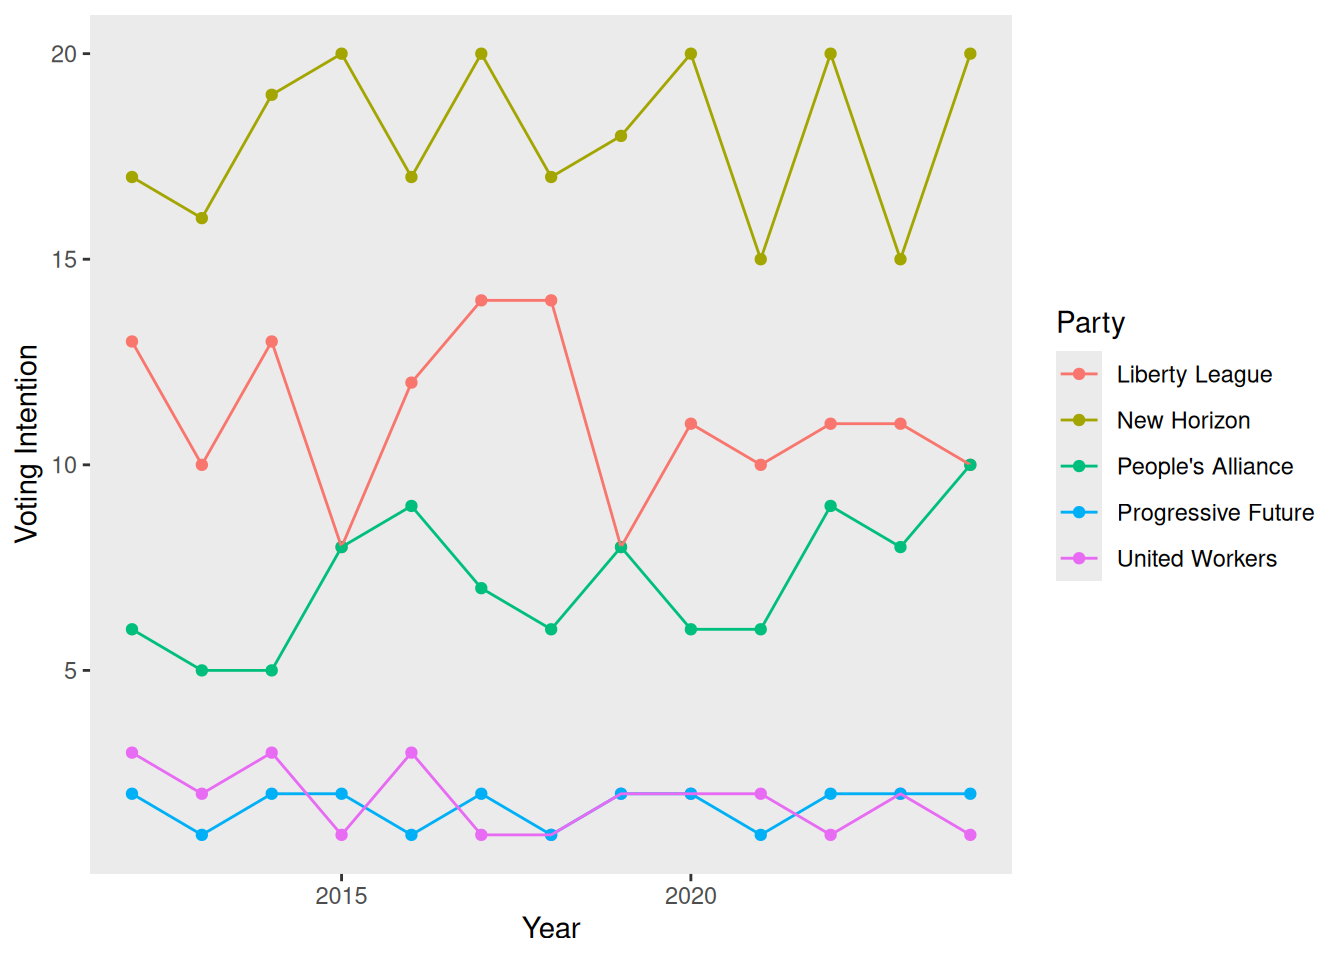 20
15
10
5
Voting Intention
2015
2020
Year
Party
Liberty League
New Horizon
People's Alliance
Progressive Future
United Workers